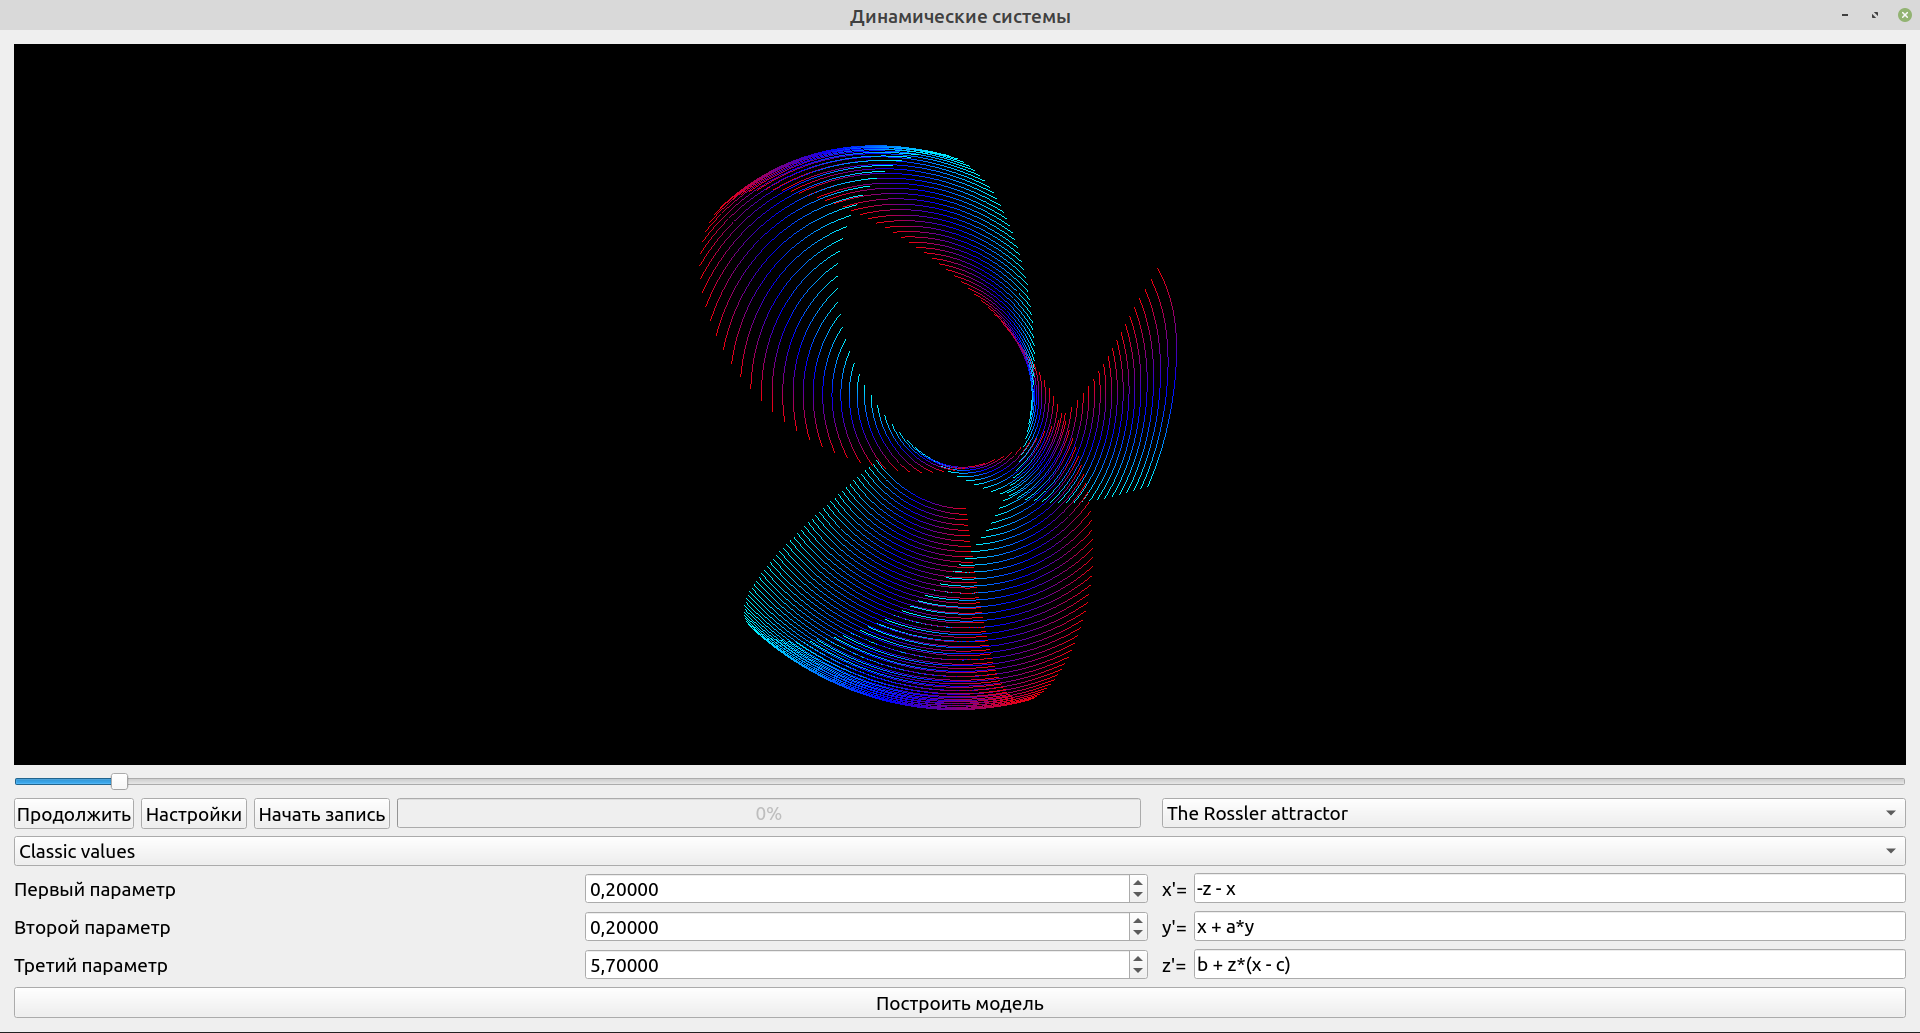 Динамические системы
Продолжить Настройки Начать запись 0% The Rossler attractor
Classic values
Первый параметр 0,20000 x'= -z - x
Второй параметр 0,20000 y'= x + a*y
Третий параметр 5,70000 z'= b + z*(x - c)
Построить модель